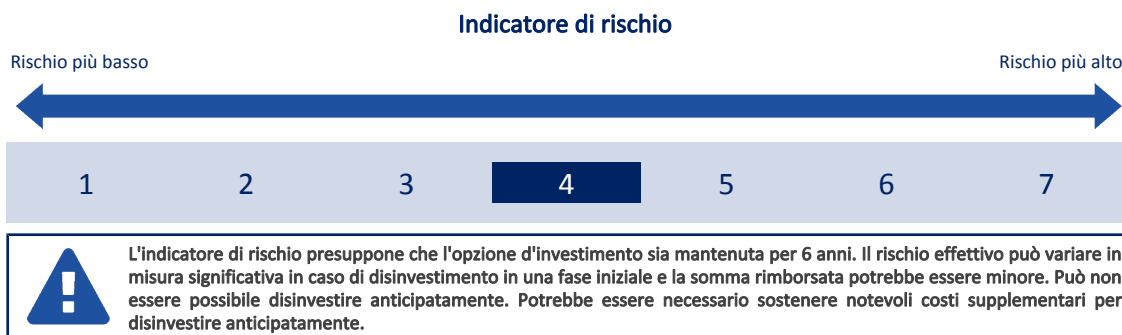 Indicatore di rischio
Rischio più basso
Rischio più alto
1 2 3 4 5 6 7
L'indicatore di rischio presuppone che l'opzione d'investimento sia mantenuta per 6 anni. Il rischio effettivo può variare in
misura significativa in caso di disinvestimento in una fase iniziale e la somma rimborsata potrebbe essere minore. Può non
essere possibile disinvestire anticipatamente. Potrebbe essere necessario sostenere notevoli costi supplementari per
disinvestire anticipatamente.